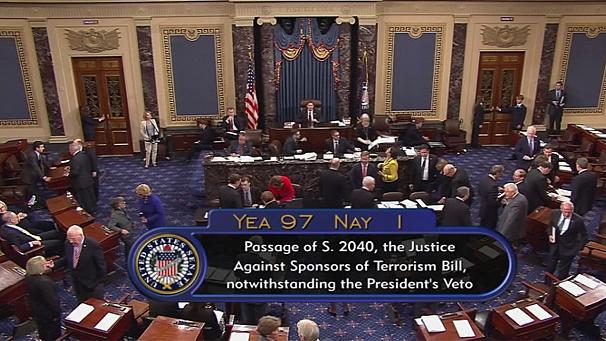 YEA 97 NAY 1
Passage of S. 2040, the Justice
Against Sponsors of Terrorism Bill,
notwithstanding the President's Veto